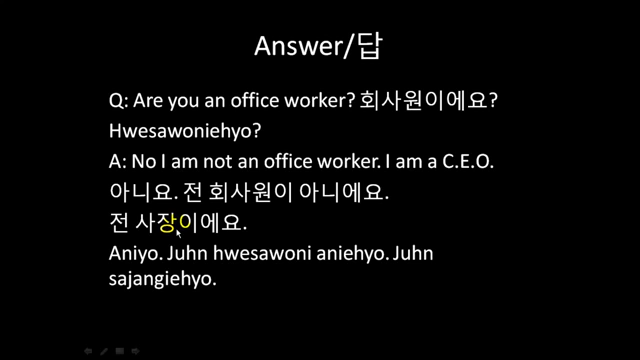 Answer/답
Q: Are you an office worker? 회사원이에요?
Hwesawoniehyo?
A: No I am not an office worker. I am a C.E.O.
아니요. 전 회사원이 아니에요.
전 사장이에요.
Aniyo. Juhn hwesawoni aniehyo. Juhn
sajangiehyo.